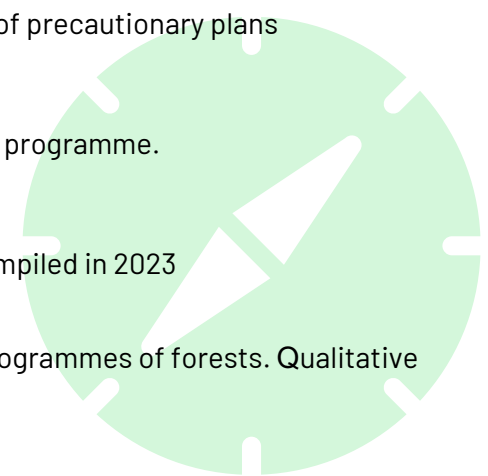 of precautionary plans
programme.
mpiled in 2023
ogrammes of forests. Qualitative